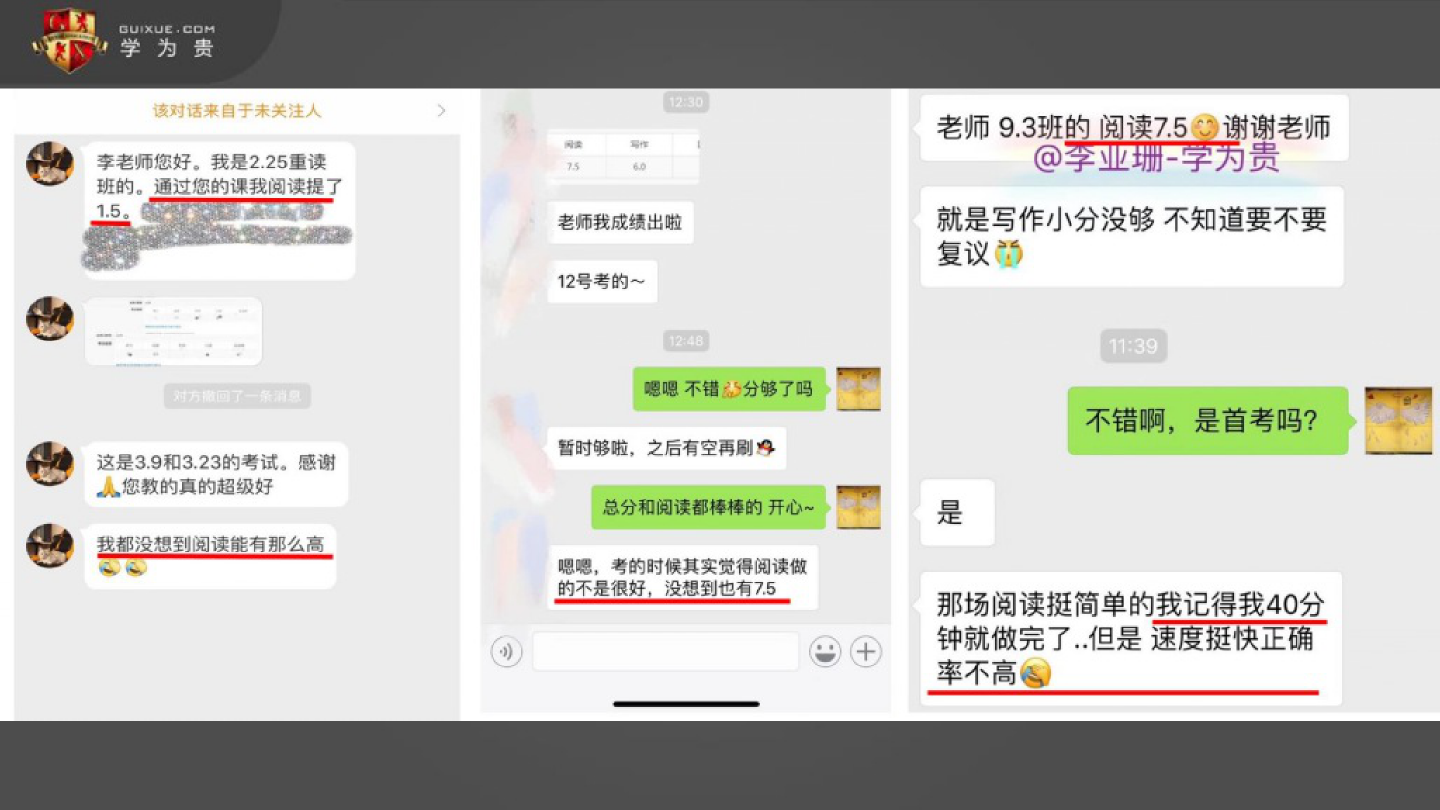 GUIXUE.COM
学为贵
该对话来自于未关注人
李老师您好。我是2.25重读
班的。通过您的课我阅读提了
1.5。
对方撤回了一条消息
这是3.9和3.23的考试。感谢
🙏您教的真的超级好
我都没想到阅读能有那么高
🤣🤣
12:30
阅读 写作
7.5 6.0
老师我成绩出啦
12号考的～
12:48
嗯嗯 不错💪分够了吗
暂时够啦，之后有空再刷🐧
总分和阅读都棒棒的 开心~
嗯嗯，考的时候其实觉得阅读做
的不是很好，没想到也有7.5
老师 9.3班的 阅读7.5😊谢谢老师
@李亚珊-学为贵
就是写作小分没够 不知道要不要
复议😭
11:39
不错啊，是首考吗？
是
那场阅读挺简单的我记得我40分
钟就做完了..但是 速度挺快正确
率不高🤣